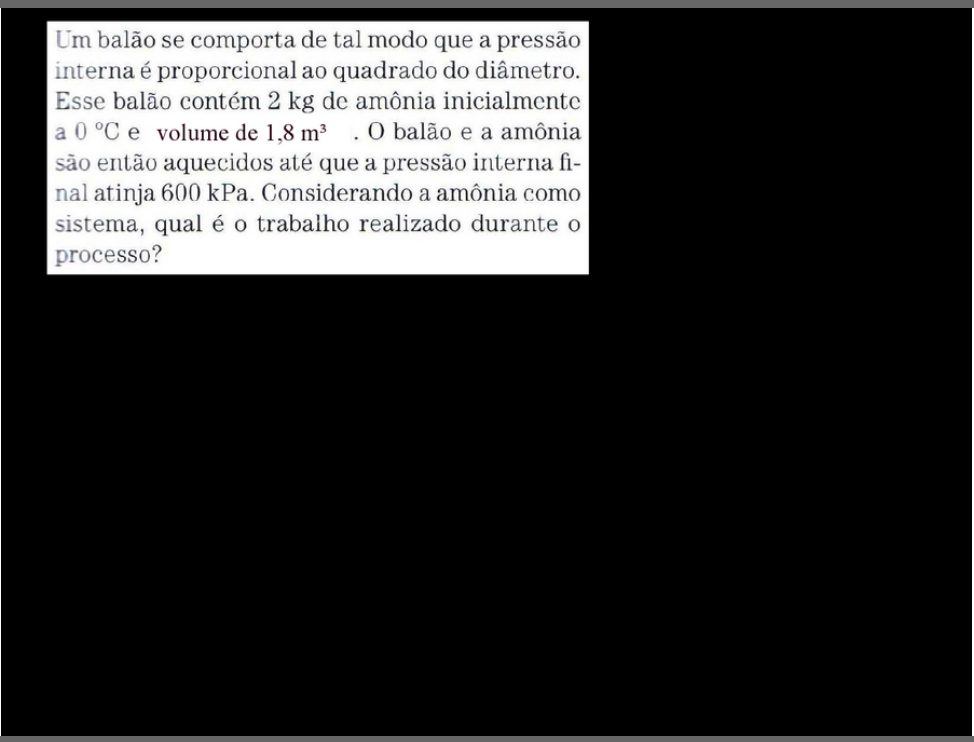 Um balão se comporta de tal modo que a pressão
interna é proporcional ao quadrado do diâmetro.
Esse balão contém 2 kg de amônia inicialmente
a 0 ºC e volume de 1,8 m³ . O balão e a amônia
são então aquecidos até que a pressão interna fi-
nal atinja 600 kPa. Considerando a amônia como
sistema, qual é o trabalho realizado durante o
processo?